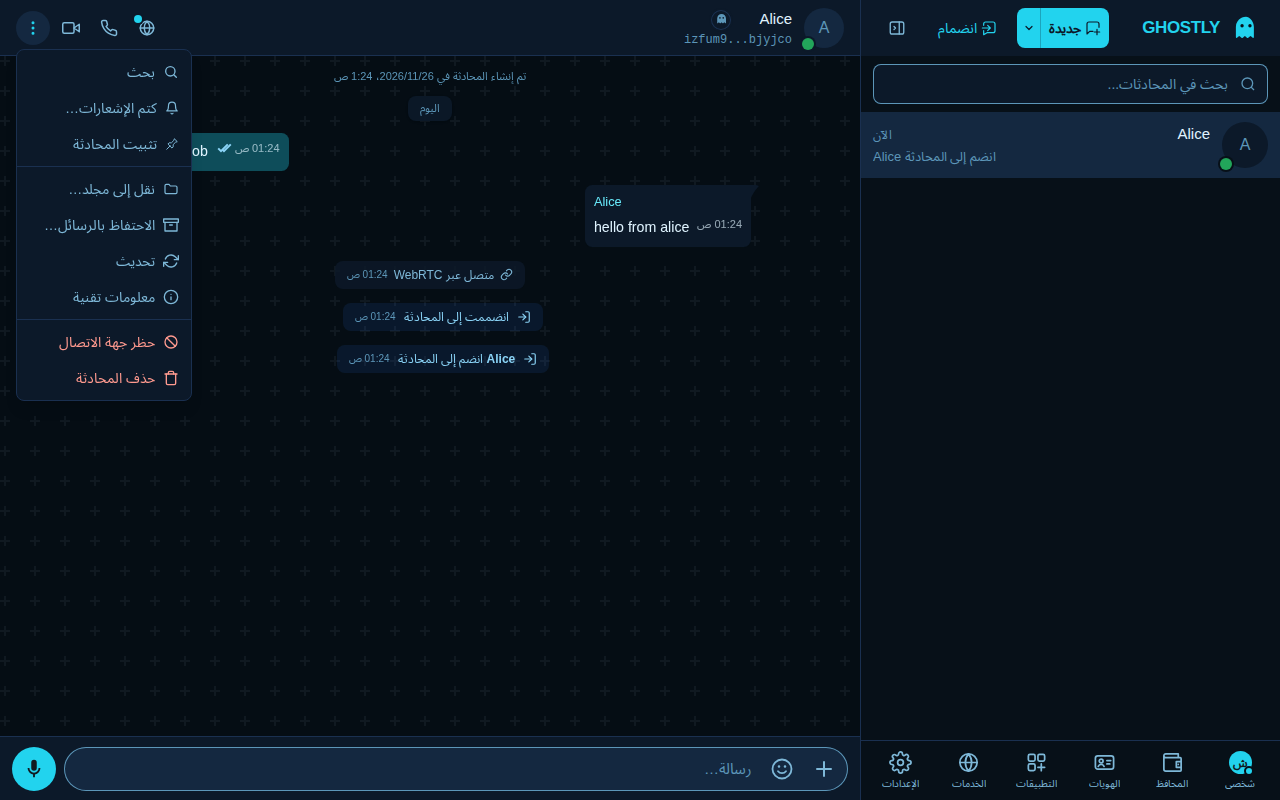 GHOSTLY
جديدة
انضمام
بحث في المحادثات...
A
Alice
الآن
انضم إلى المحادثة Alice
ش
شخصي
المحافظ
الهويات
التطبيقات
الخدمات
الإعدادات
A
Alice
izfum9...bjyjco
تم إنشاء المحادثة في 2026/11/26، 1:24 ص
اليوم
ob
01:24 ص
Alice
hello from alice
01:24 ص
متصل عبر WebRTC 01:24 ص
انضممت إلى المحادثة 01:24 ص
Alice انضم إلى المحادثة 01:24 ص
بحث
كتم الإشعارات...
تثبيت المحادثة
نقل إلى مجلد...
الاحتفاظ بالرسائل...
تحديث
معلومات تقنية
حظر جهة الاتصال
حذف المحادثة
رسالة...